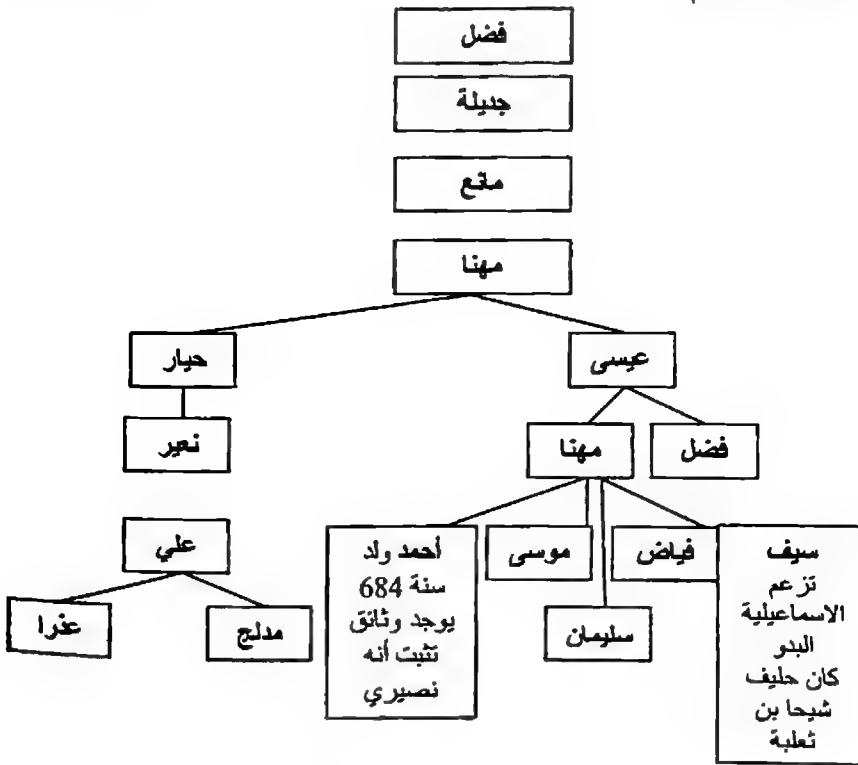 فضل
جديلة
مانع
مهنا
عيسى
حيار
فضل
مهنا
نعير
سيف
تزعم
الاسماعيلية
البدو
كان حليف
شيحا بن
ثعلبة
فياض
سليمان
موسى
أحمد ولد
سنة 684
يوجد وثائق
تثبت أنه
نصيري
علي
مدلج
عذرا